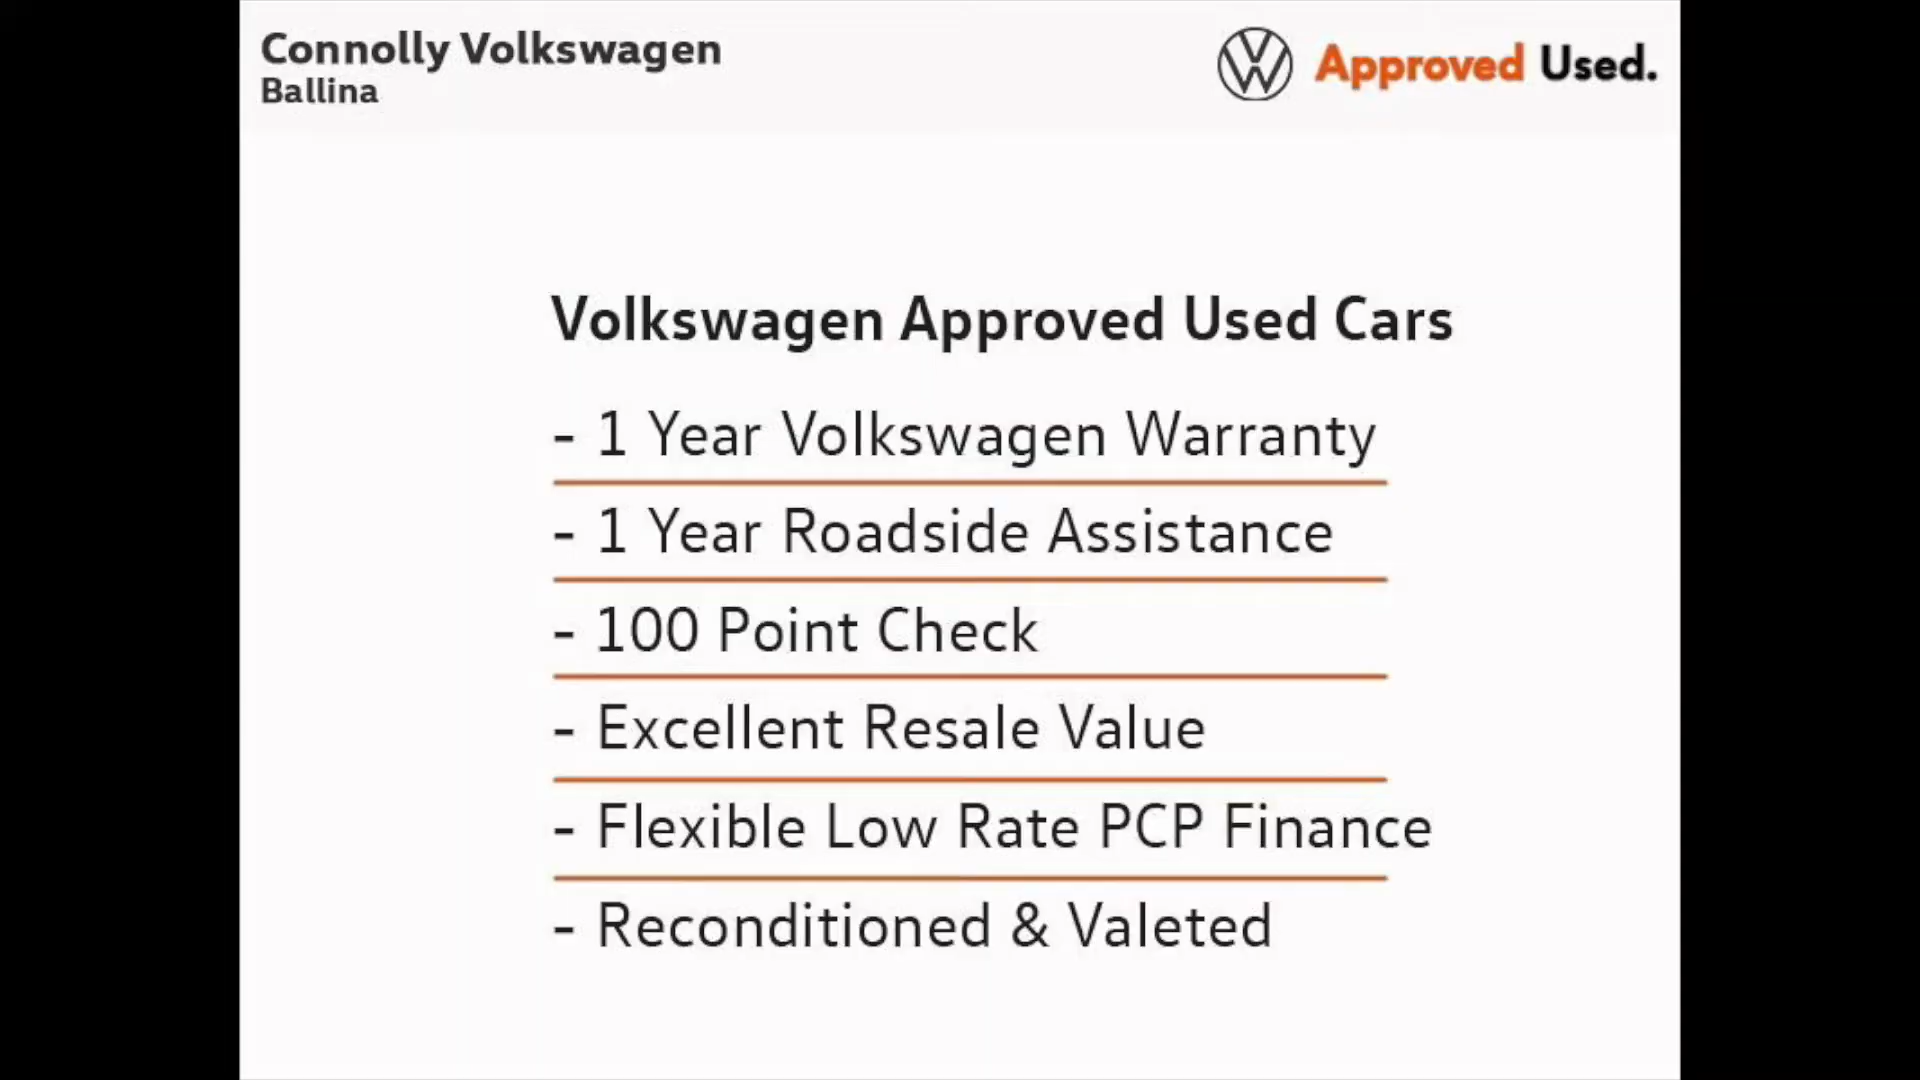 Connolly Volkswagen
Ballina
Approved Used.
Volkswagen Approved Used Cars
- 1 Year Volkswagen Warranty
- 1 Year Roadside Assistance
- 100 Point Check
- Excellent Resale Value
- Flexible Low Rate PCP Finance
- Reconditioned & Valeted